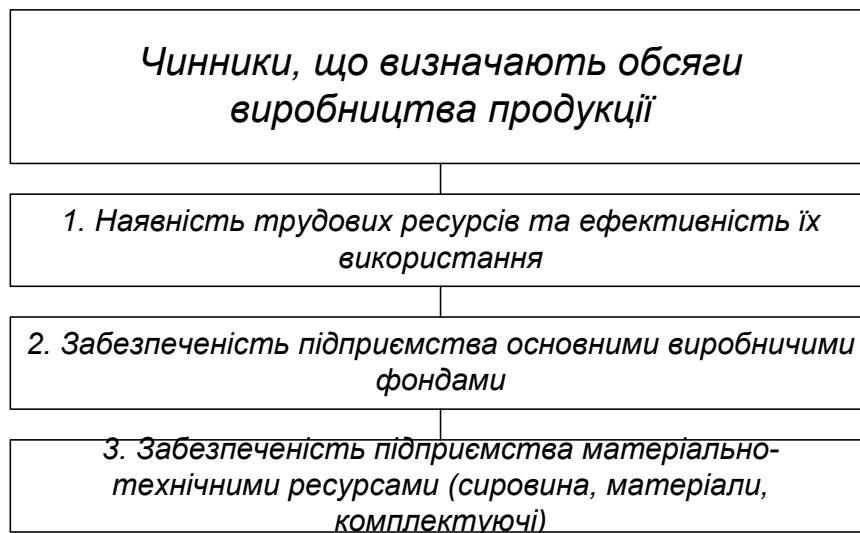 Чинники, що визначають обсяги
виробництва продукції
1. Наявність трудових ресурсів та ефективність їх
використання
2. Забезпеченість підприємства основними виробничими
фондами
3. Забезпеченість підприємства матеріально-
технічними ресурсами (сировина, матеріали,
комплектуючі)